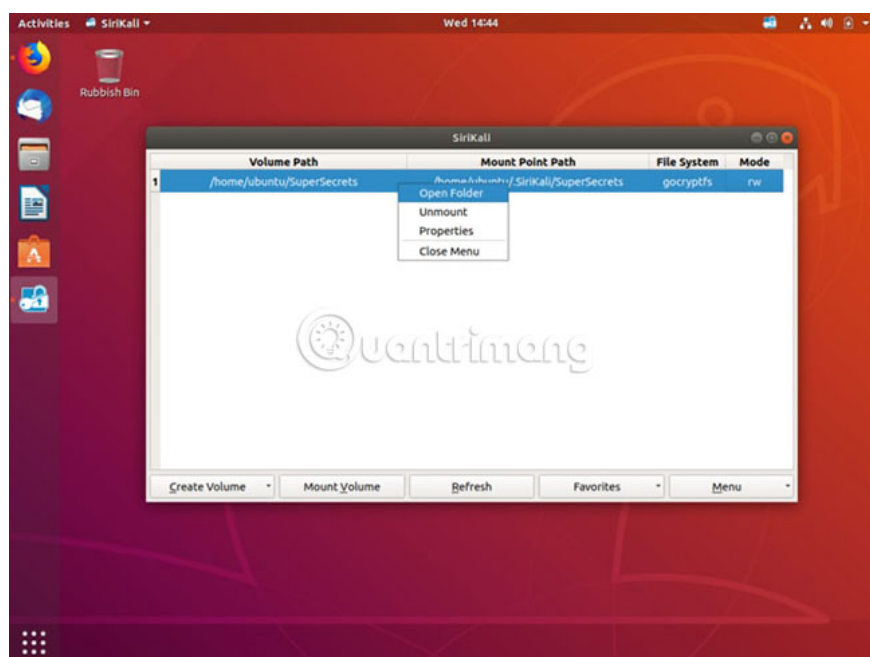 Activities SiriKali Wed 14:44
Rubbish Bin
SiriKali
Volume Path Mount Point Path File System Mode
1 /home/ubuntu/SuperSecrets /home/ubuntu/.SiriKali/SuperSecrets gocryptfs rw
Open Folder
Unmount
Properties
Close Menu
Quantrimang
Create Volume Mount Volume Refresh Favorites Menu